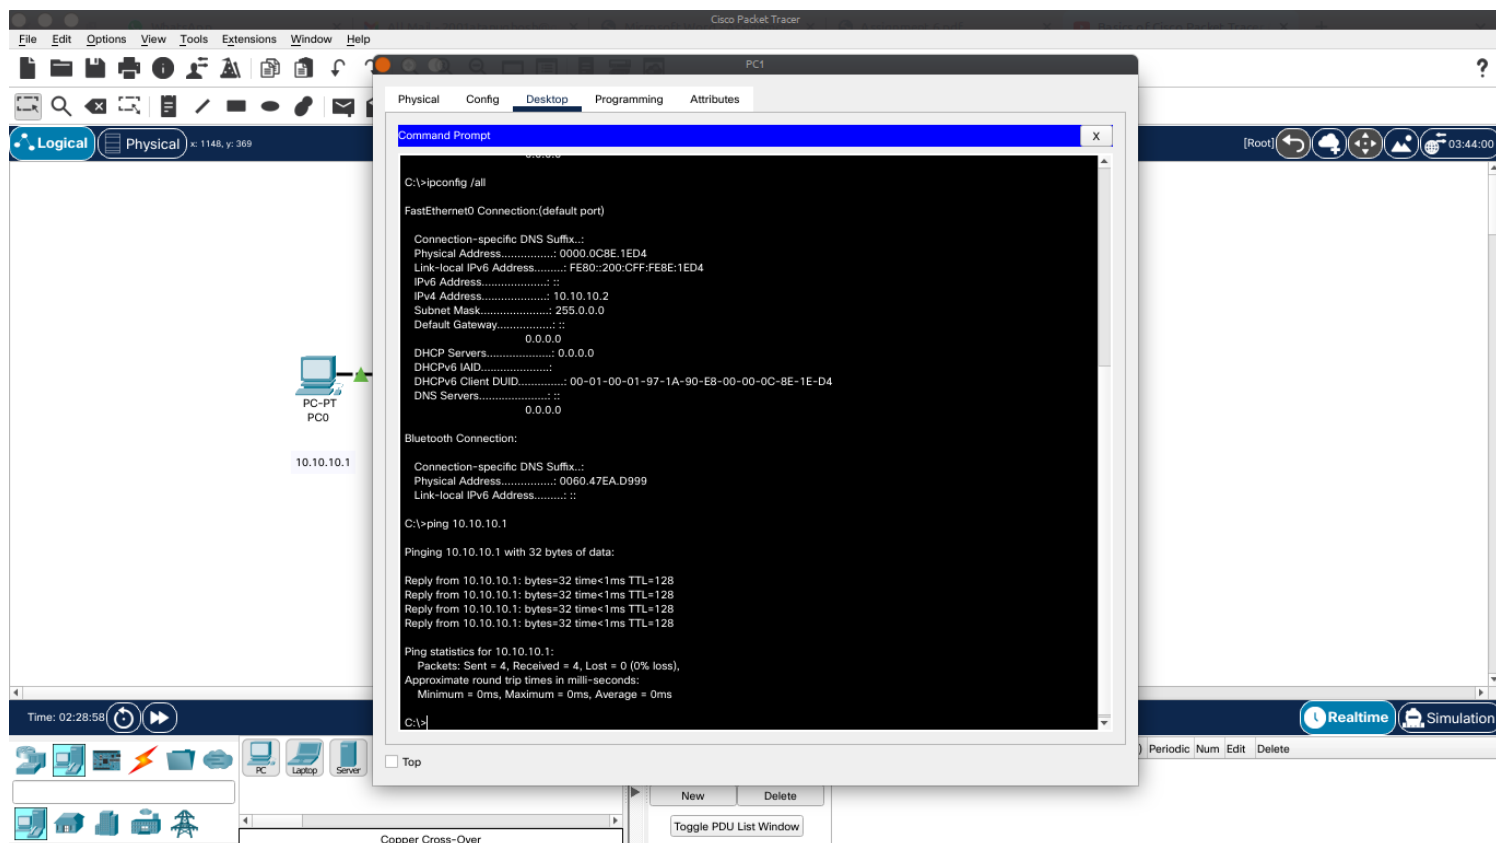 Cisco Packet Tracer
File Edit Options View Tools Extensions Window Help
PC1
?
Physical Config Desktop Programming Attributes
Logical Physical x: 1148, y: 369
[Root] 03:44:00
Command Prompt X
0.0.0.0
C:\>ipconfig /all
FastEthernet0 Connection:(default port)
Connection-specific DNS Suffix..:
Physical Address................: 0000.0C8E.1ED4
Link-local IPv6 Address.........: FE80::200:CFF:FE8E:1ED4
IPv6 Address....................: ::
IPv4 Address....................: 10.10.10.2
Subnet Mask.....................: 255.0.0.0
Default Gateway.................: ::
0.0.0.0
DHCP Servers....................: 0.0.0.0
DHCPv6 IAID.....................:
DHCPv6 Client DUID..............: 00-01-00-01-97-1A-90-E8-00-00-0C-8E-1E-D4
DNS Servers.....................: ::
0.0.0.0
Bluetooth Connection:
Connection-specific DNS Suffix..:
Physical Address................: 0060.47EA.D999
Link-local IPv6 Address.........: ::
C:\>ping 10.10.10.1
Pinging 10.10.10.1 with 32 bytes of data:
Reply from 10.10.10.1: bytes=32 time<1ms TTL=128
Reply from 10.10.10.1: bytes=32 time<1ms TTL=128
Reply from 10.10.10.1: bytes=32 time<1ms TTL=128
Reply from 10.10.10.1: bytes=32 time<1ms TTL=128
Ping statistics for 10.10.10.1:
Packets: Sent = 4, Received = 4, Lost = 0 (0% loss),
Approximate round trip times in milli-seconds:
Minimum = 0ms, Maximum = 0ms, Average = 0ms
C:\>
PC-PT
PC0
10.10.10.1
Time: 02:28:58
Realtime Simulation
Top
PC Laptop Server
) Periodic Num Edit Delete
New Delete
Toggle PDU List Window
Copper Cross-Over